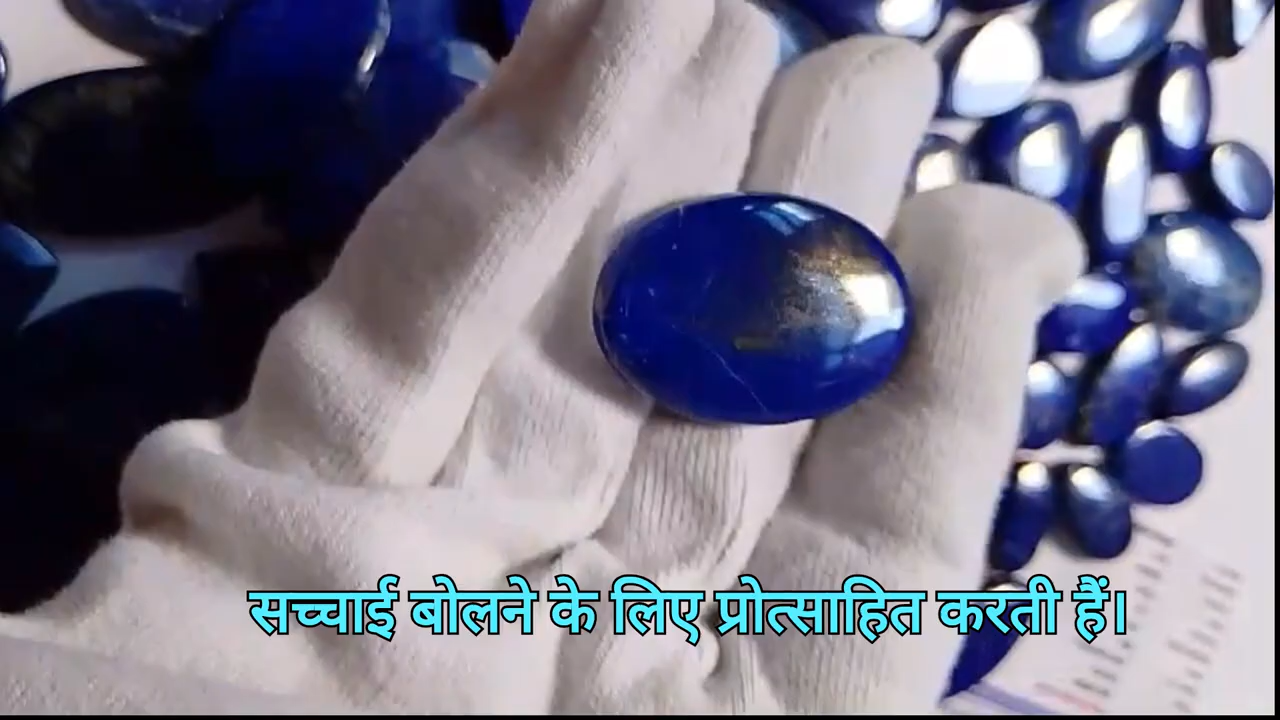 सच्चाई बोलने के लिए प्रोत्साहित करती हैं।